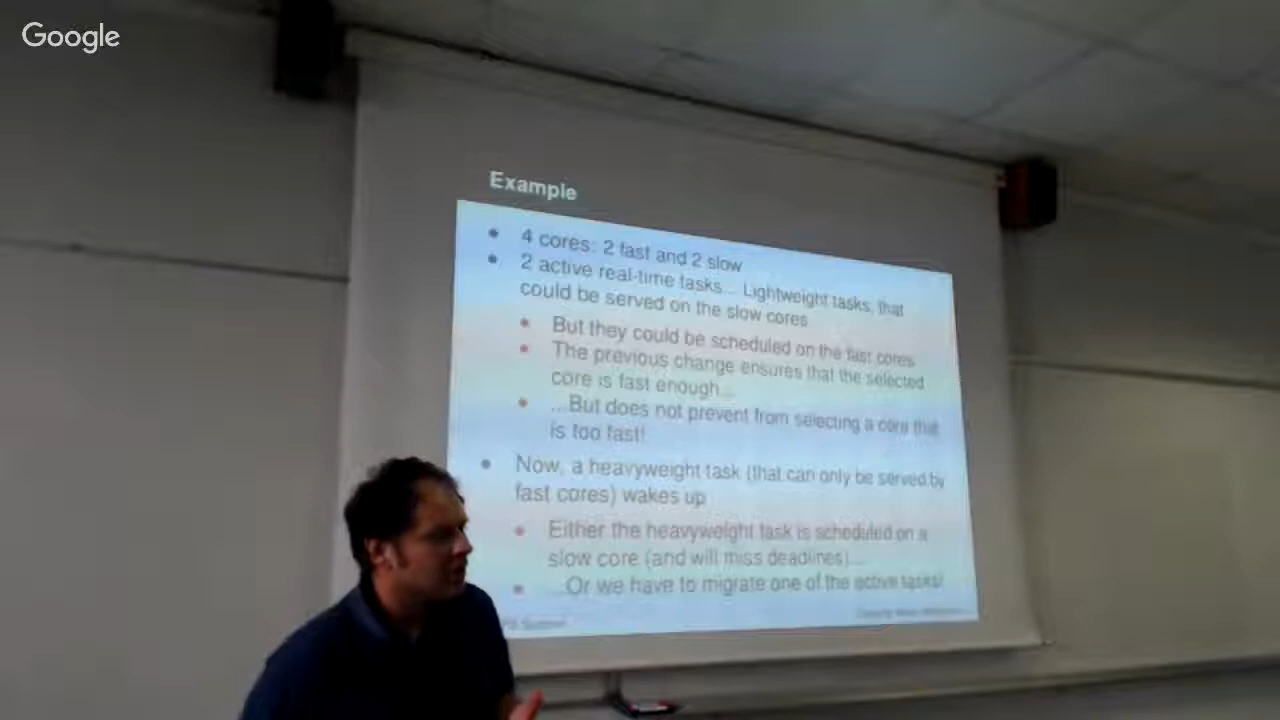 Google
Example
4 cores: 2 fast and 2 slow
2 active real-time tasks... Lightweight tasks, that
could be served on the slow cores
But they could be scheduled on the fast cores
The previous change ensures that the selected
core is fast enough...
...But does not prevent from selecting a core that
is too fast!
Now, a heavyweight task (that can only be served by
fast cores) wakes up
Either the heavyweight task is scheduled on a
slow core (and will miss deadlines)...
...Or we have to migrate one of the active tasks!